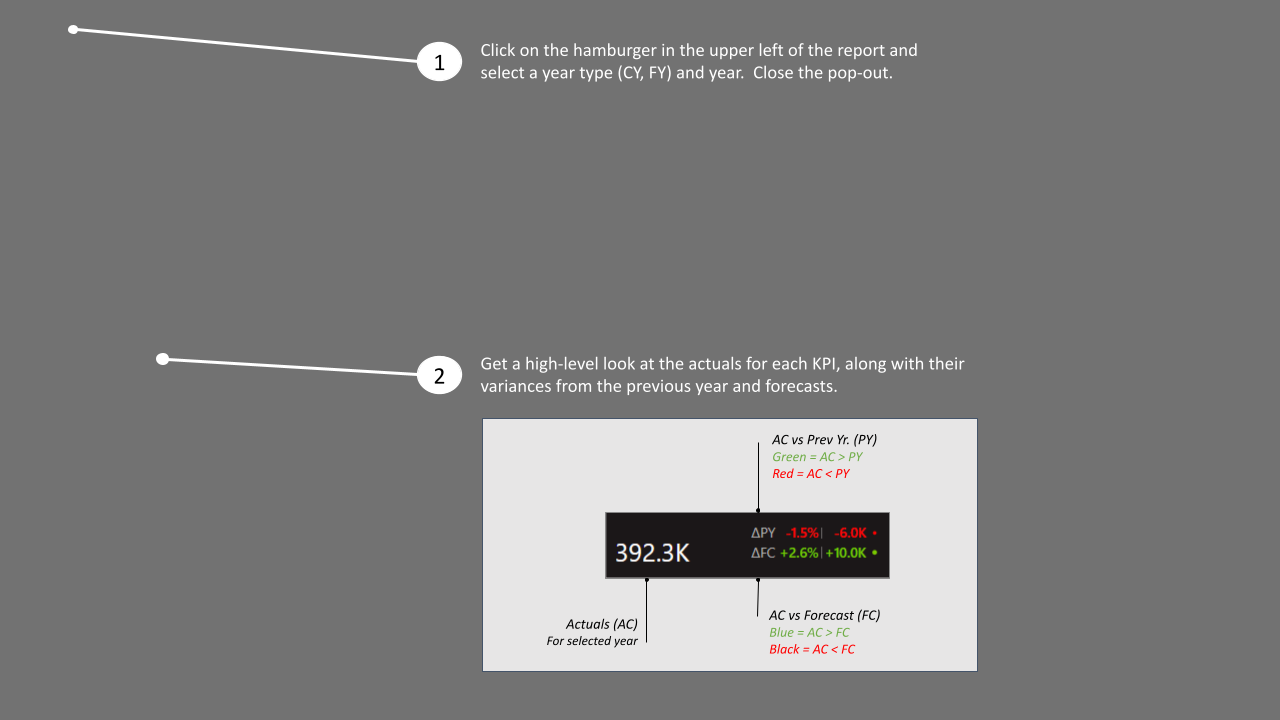 1
Click on the hamburger in the upper left of the report and
select a year type (CY, FY) and year.  Close the pop-out.
2
Get a high-level look at the actuals for each KPI, along with their
variances from the previous year and forecasts.
AC vs Prev Yr. (PY)
Green = AC > PY
Red = AC < PY
392.3K
ΔPY -1.5%| -6.0K •
ΔFC +2.6%| +10.0K •
Actuals (AC)
For selected year
AC vs Forecast (FC)
Blue = AC > FC
Black = AC < FC